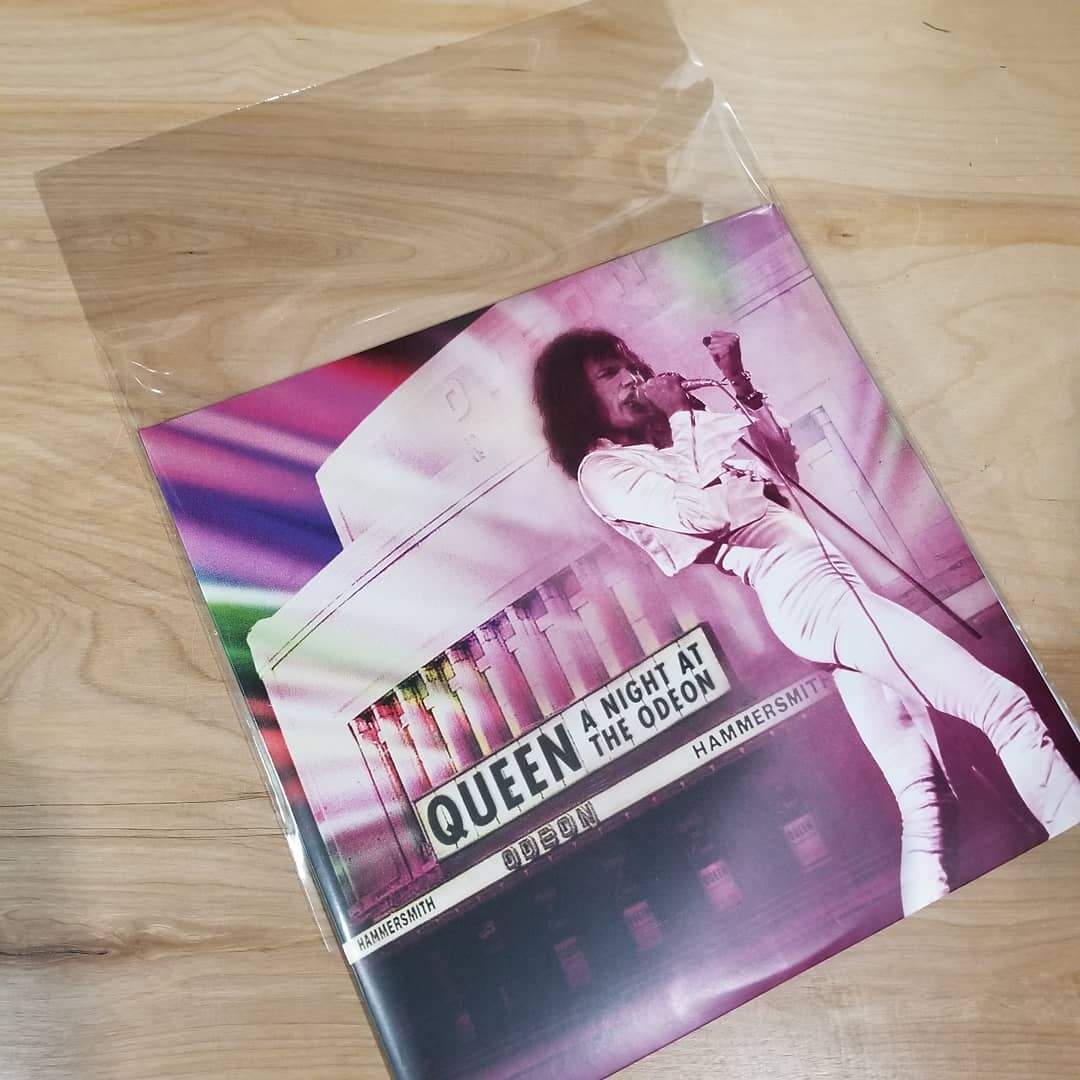 QUEEN
A NIGHT AT
THE ODEON
HAMMERSMITH
ODEON
HAMMERSMITH